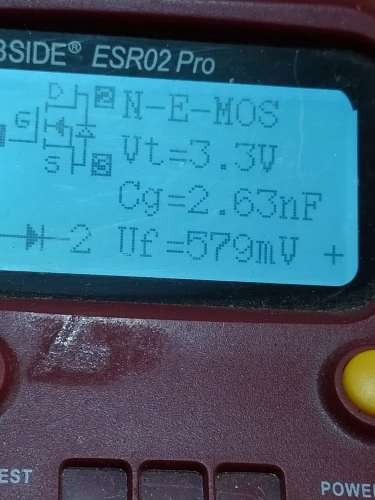 BSIDE® ESR02 Pro
D 2 N-E-MOS
G
Vt=3.3V
S 3
Cg=2.63nF
2 Uf=579mV +
EST
POWE